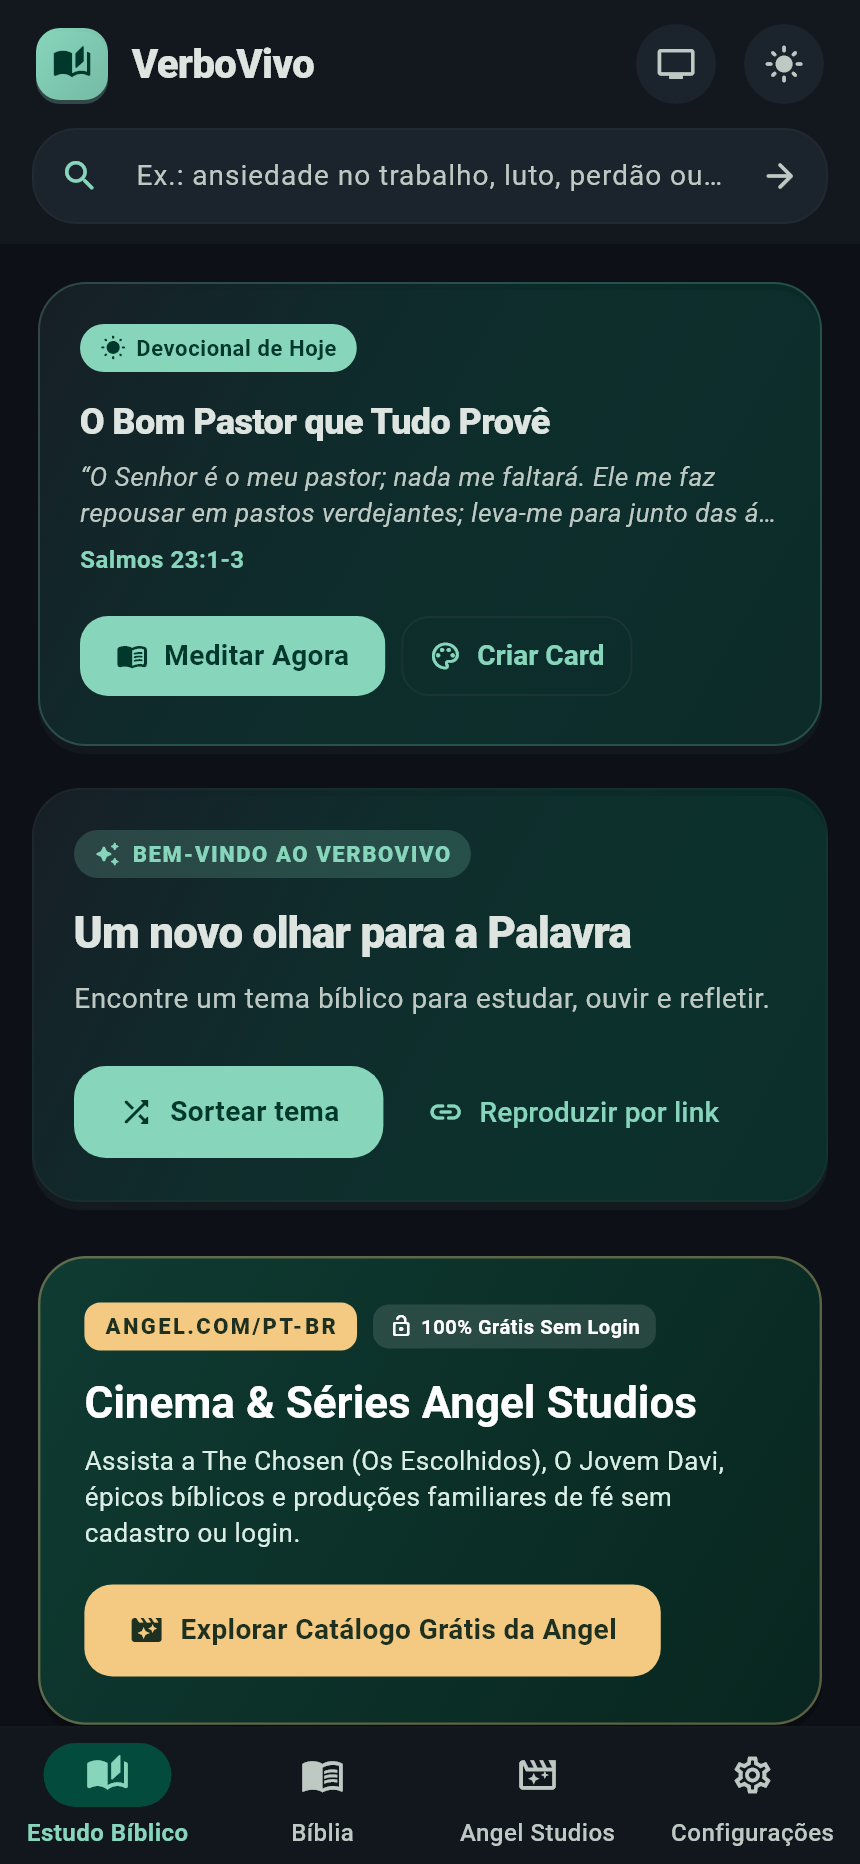 VerboVivo
Ex.: ansiedade no trabalho, luto, perdão ou...
Devocional de Hoje
O Bom Pastor que Tudo Provê
“O Senhor é o meu pastor; nada me faltará. Ele me faz
repousar em pastos verdejantes; leva-me para junto das á...
Salmos 23:1-3
Meditar Agora
Criar Card
BEM-VINDO AO VERBOVIVO
Um novo olhar para a Palavra
Encontre um tema bíblico para estudar, ouvir e refletir.
Sortear tema
Reproduzir por link
ANGEL.COM/PT-BR
100% Grátis Sem Login
Cinema & Séries Angel Studios
Assista a The Chosen (Os Escolhidos), O Jovem Davi,
épicos bíblicos e produções familiares de fé sem
cadastro ou login.
Explorar Catálogo Grátis da Angel
Estudo Bíblico
Bíblia
Angel Studios
Configurações